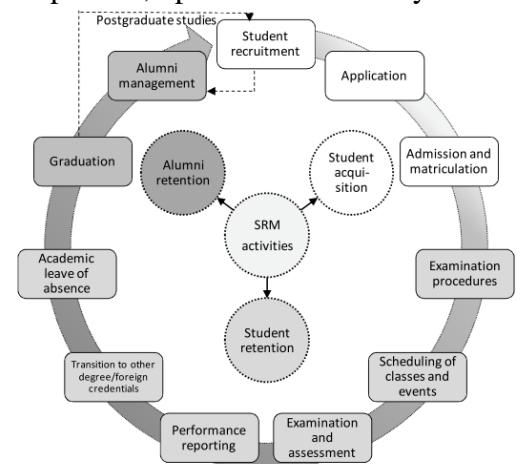 Postgraduate studies
Student
recruitment
Application
Admission and
matriculation
Examination
procedures
Scheduling of
classes and
events
Examination
and
assessment
Performance
reporting
Transition to other
degree/foreign
credentials
Academic
leave of
absence
Graduation
Alumni
management
Alumni
retention
Student
acqui-
sition
SRM
activities
Student
retention